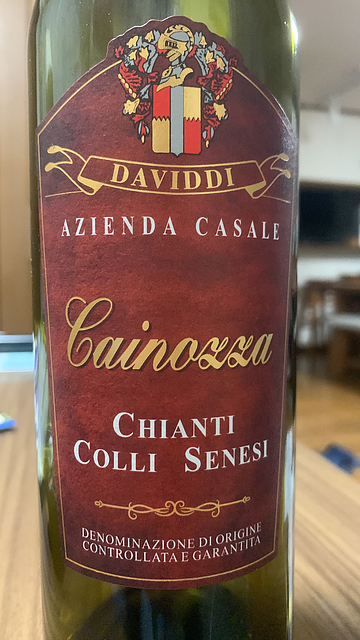 DAVIDDI
AZIENDA CASALE
Cainozza
CHIANTI
COLLI SENESI
DENOMINAZIONE DI ORIGINE
CONTROLLATA E GARANTITA